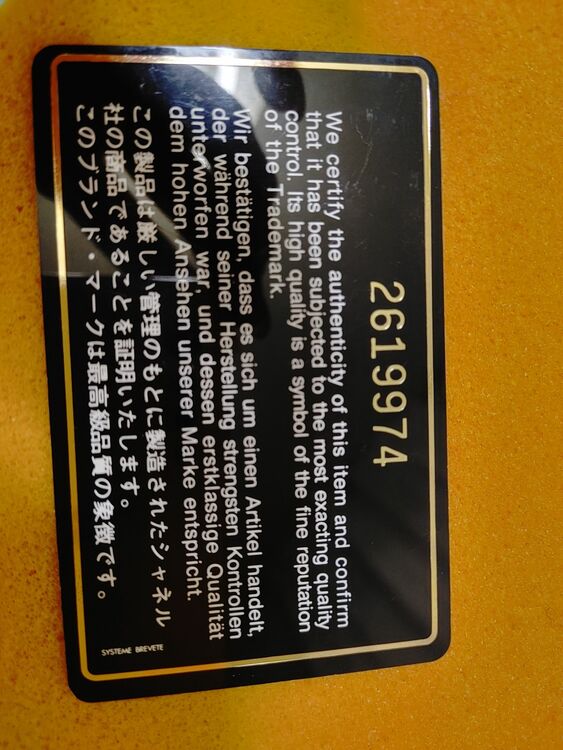 2619974
We certify the authenticity of this item and confirm
that it has been subjected to the most exacting quality
control. Its high quality is a symbol of the fine reputation
of the Trademark.
Wir bestätigen, dass es sich um einen Artikel handelt,
der während seiner Herstellung strengsten Kontrollen
unterworfen war, und dessen erstklassige Qualität
dem hohen Ansehen unserer Marke entspricht.
この製品は厳しい管理のもとに製造されたシャネル
社の商品であることを証明いたします。
このブランド・マークは最高級品質の象徴です。
SYSTEME BREVETE